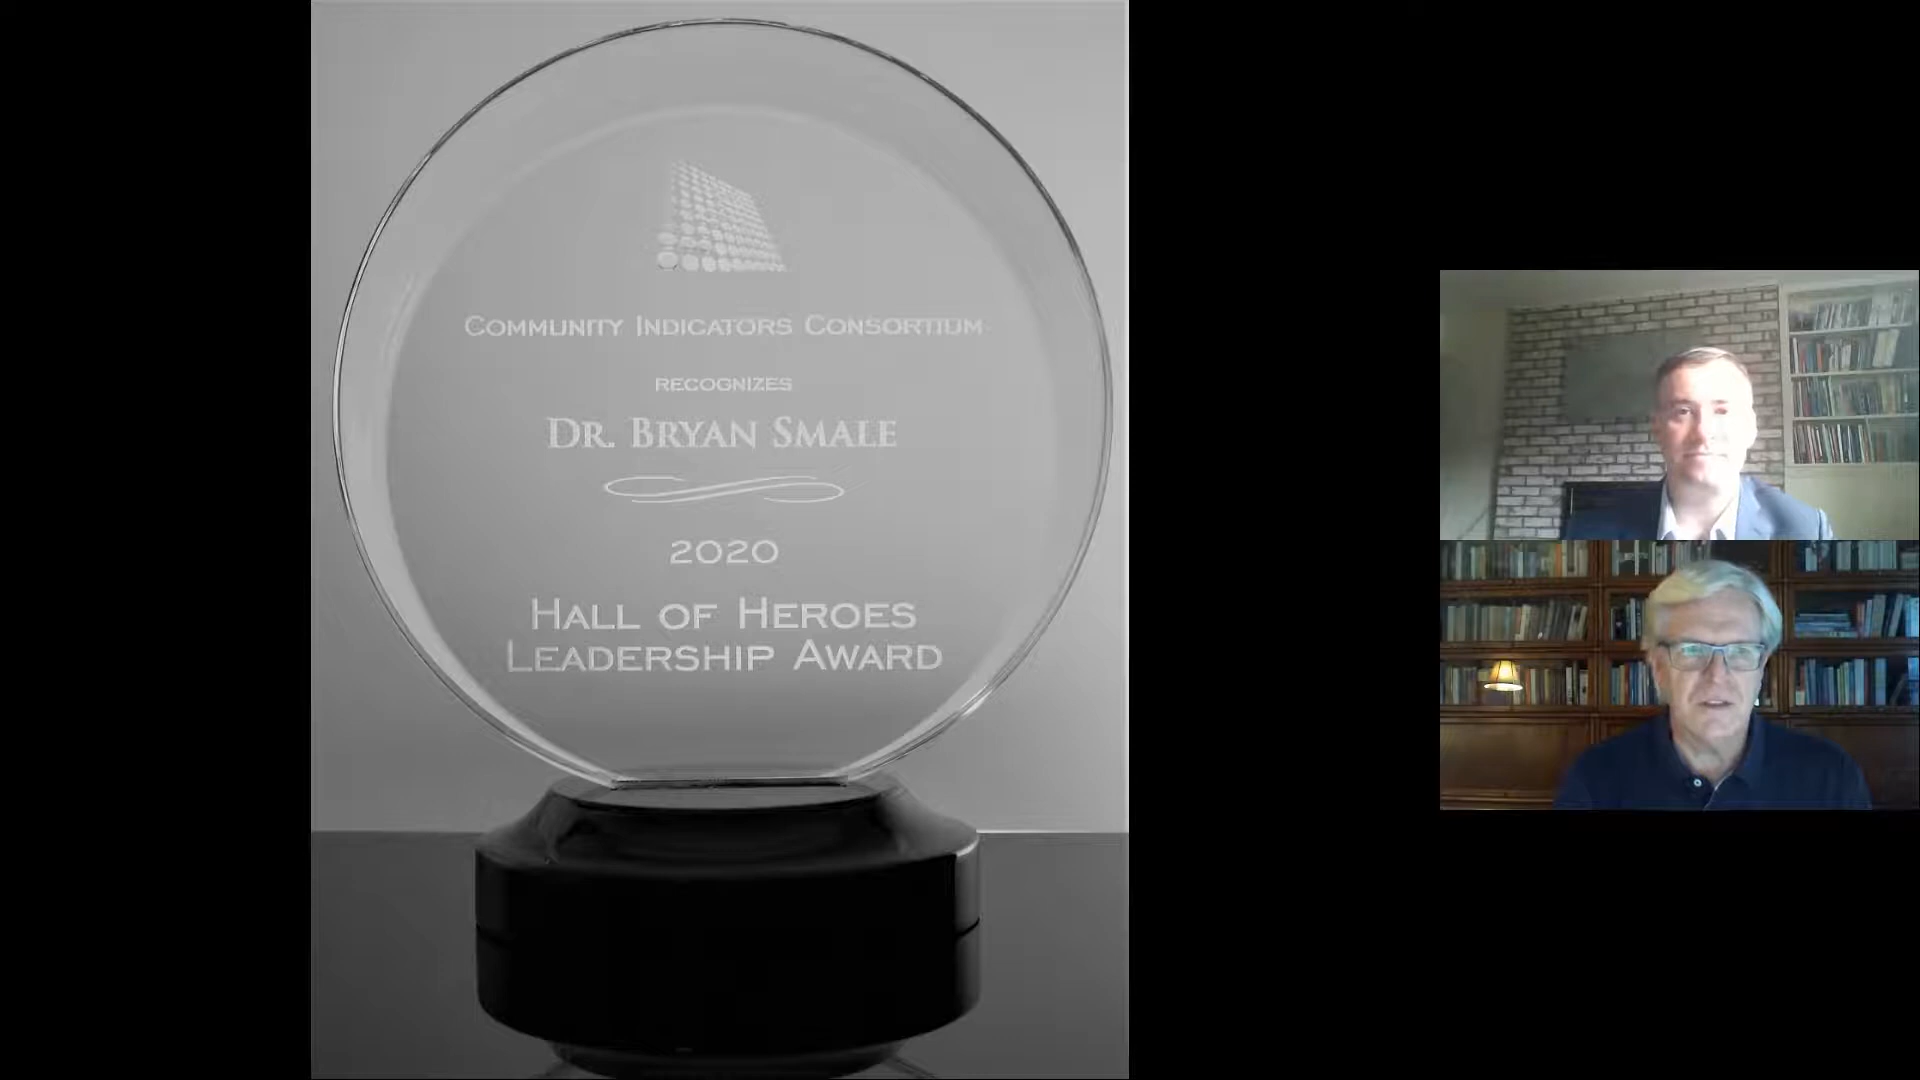 COMMUNITY INDICATORS CONSORTIUM
RECOGNIZES
DR. BRYAN SMALE
2020
HALL OF HEROES
LEADERSHIP AWARD